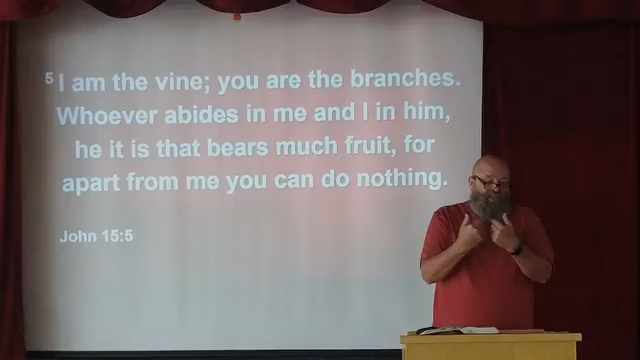 5 I am the vine; you are the branches.
Whoever abides in me and I in him,
he it is that bears much fruit, for
apart from me you can do nothing.
John 15:5